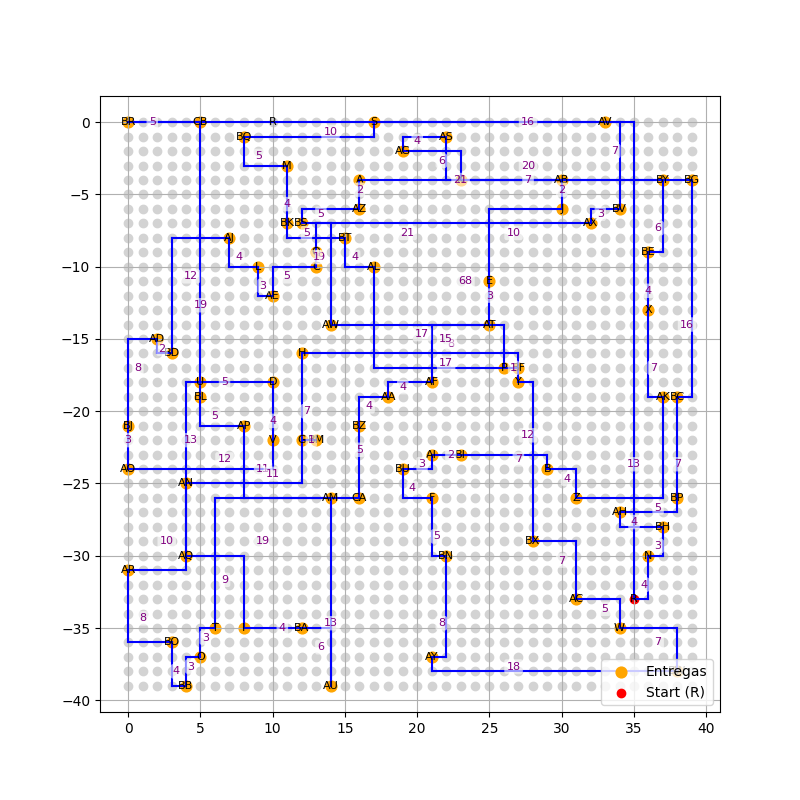 0 BR 5 CB R S 16 AV
BQ 10 4 AS 7
AG
5 6
M 20
A 21 7 AB BY BG
2 2
4 AZ 3 BV
5
BK BS AX
5 21 10 6
AJ BT
BE
4 4
L AL
12 5 19
3 68 E 4
AE 3
X
19
AW AT 16
AD 17 15
2 H
8 17 7
U 5 D AF
4
BL AA AK BC
4
5 7
BJ AP 4 BZ 12
3 13 V G 1 M 5 13 7
12 AI 2 BI 7
AO 11 BU 3 B
11 4
AN 4
AM CA F Z BP
AH 5
4 BH
10 19 5 BX
3
AQ BN N
AR 7
9 4
AC
8 8 5
T 4 BA 13 W
3
BO 6 7
O AY
4 3 18
BB AU
0
−5
−10
−15
−20
−25
−30
−35
−40
0 5 10 15 20 25 30 35 40
Entregas
Start (R)